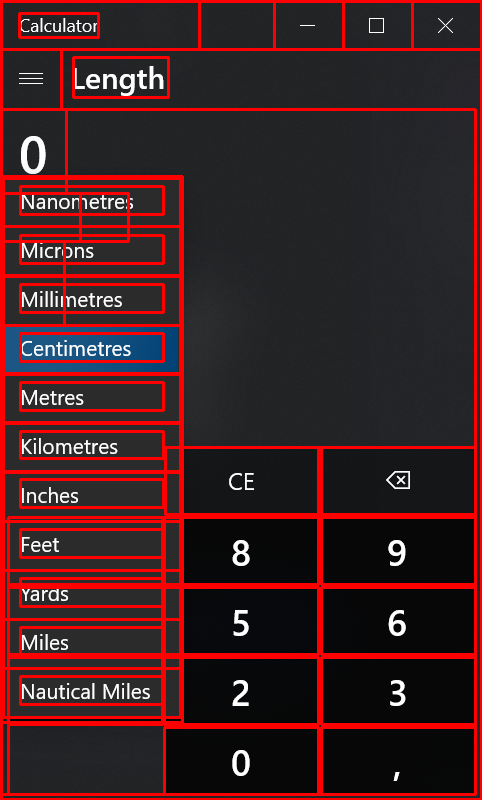 Calculator
Length
0
Nanometres
Microns
Millimetres
Centimetres
Metres
Kilometres
Inches
CE
Feet
8
9
Yards
5
6
Miles
Nautical Miles
2
3
0
,